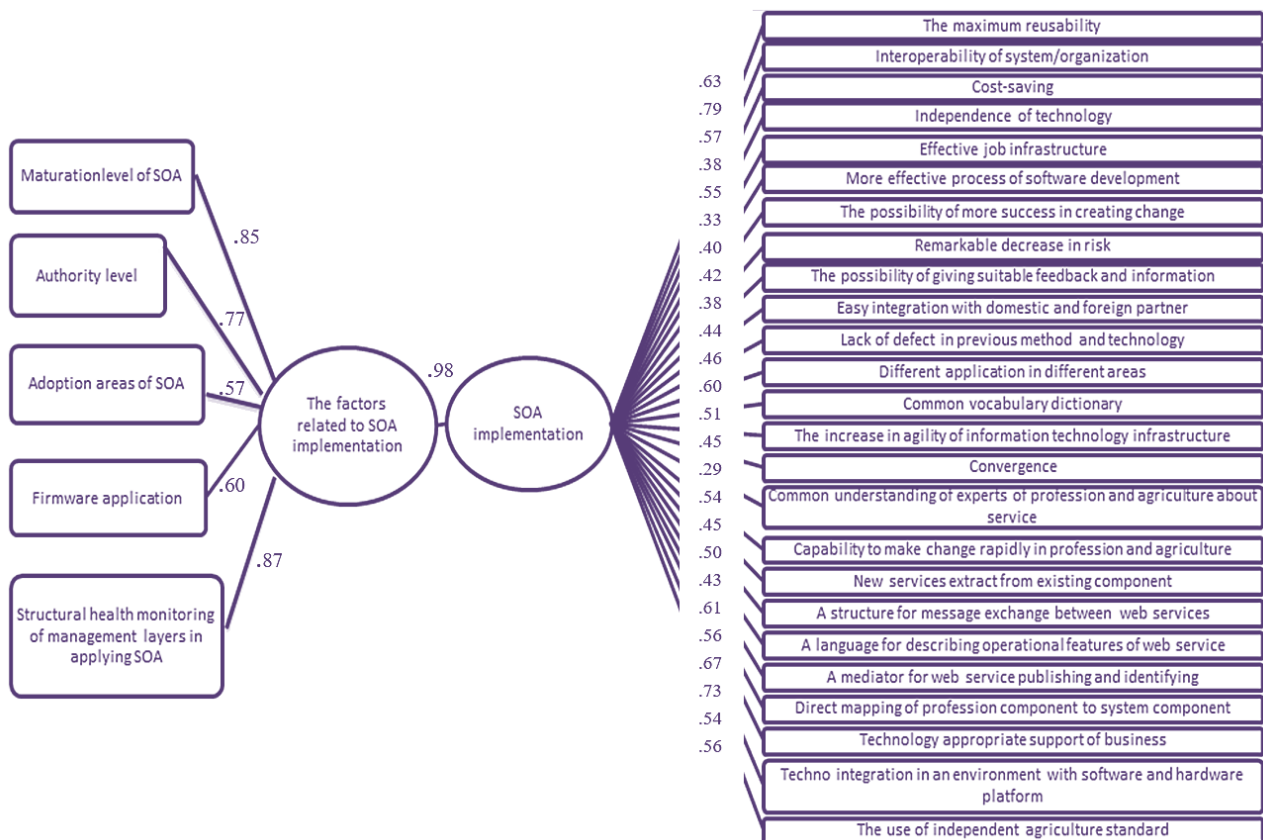 Maturationlevel of SOA
.85
Authority level
.77
Adoption areas of SOA
.57
Firmware application
.60
Structural health monitoring
of management layers in
applying SOA
.87
The factors
related to SOA
implementation
.98
SOA
implementation
.63
.79
.57
.38
.55
.33
.40
.42
.38
.44
.46
.60
.51
.45
.29
.54
.45
.50
.43
.61
.56
.67
.73
.54
.56
The maximum reusability
Interoperability of system/organization
Cost-saving
Independence of technology
Effective job infrastructure
More effective process of software development
The possibility of more success in creating change
Remarkable decrease in risk
The possibility of giving suitable feedback and information
Easy integration with domestic and foreign partner
Lack of defect in previous method and technology
Different application in different areas
Common vocabulary dictionary
The increase in agility of information technology infrastructure
Convergence
Common understanding of experts of profession and agriculture about
service
Capability to make change rapidly in profession and agriculture
New services extract from existing component
A structure for message exchange between web services
A language for describing operational features of web service
A mediator for web service publishing and identifying
Direct mapping of profession component to system component
Technology appropriate support of business
Techno integration in an environment with software and hardware
platform
The use of independent agriculture standard